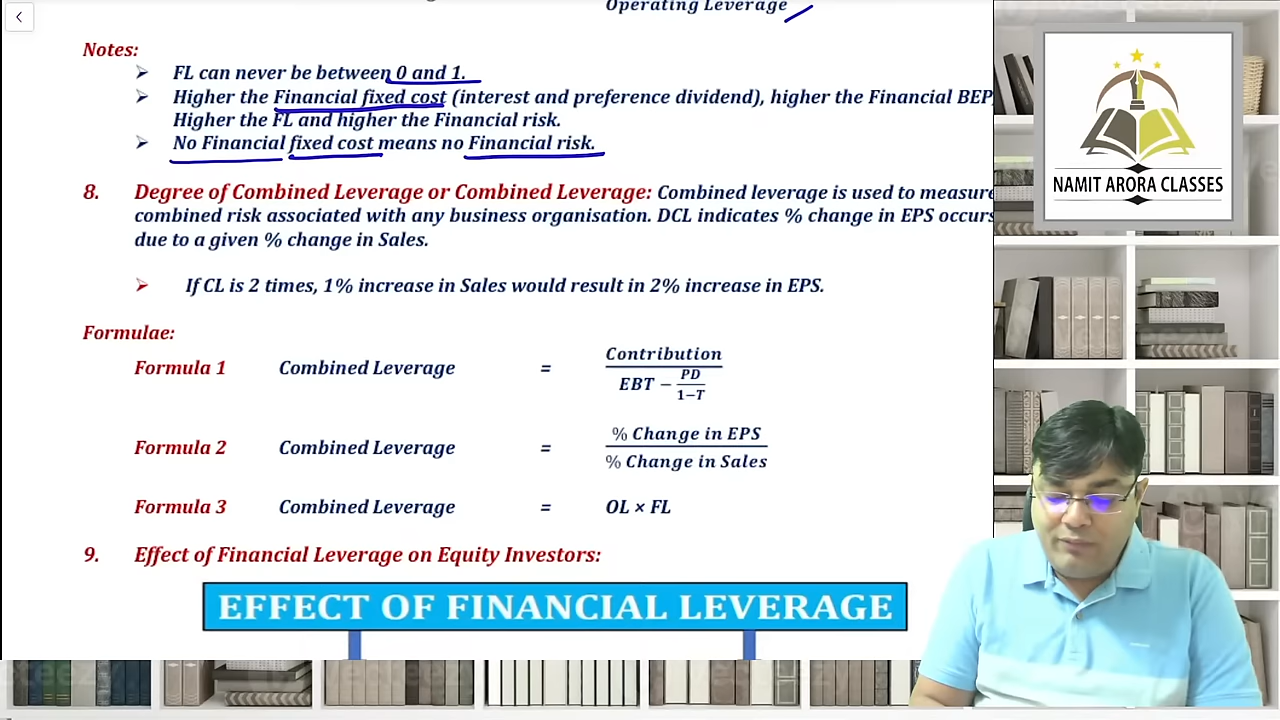 Operating Leverage
Notes:
➢ FL can never be between 0 and 1.
➢ Higher the Financial fixed cost (interest and preference dividend), higher the Financial BEP,
Higher the FL and higher the Financial risk.
➢ No Financial fixed cost means no Financial risk.
8. Degree of Combined Leverage or Combined Leverage: Combined leverage is used to measure
combined risk associated with any business organisation. DCL indicates % change in EPS occurs
due to a given % change in Sales.
➢ If CL is 2 times, 1% increase in Sales would result in 2% increase in EPS.
Formulae:
Formula 1 Combined Leverage = Contribution
EBT − PD
1−T
Formula 2 Combined Leverage = % Change in EPS
% Change in Sales
Formula 3 Combined Leverage = OL × FL
9. Effect of Financial Leverage on Equity Investors:
EFFECT OF FINANCIAL LEVERAGE
NAMIT ARORA CLASSES